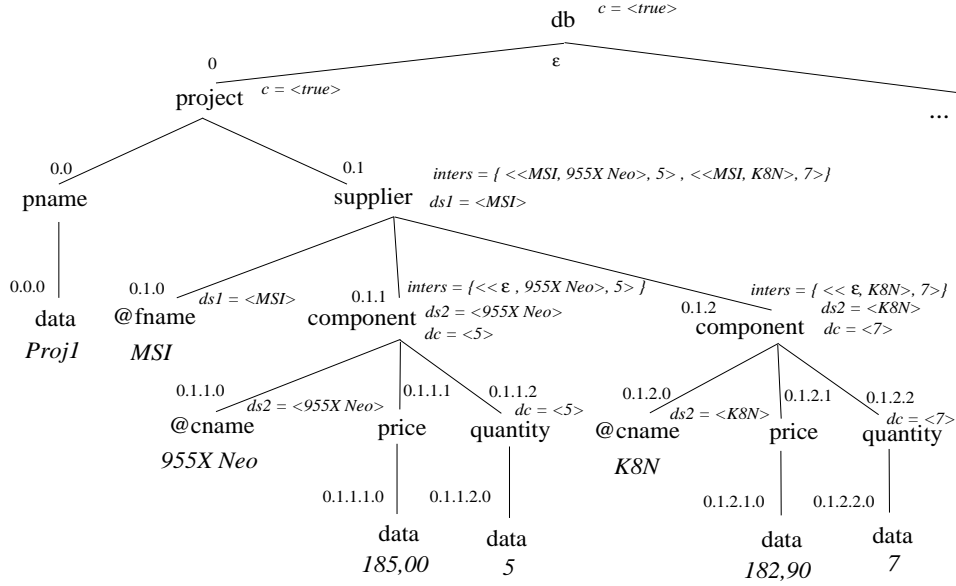 db
c = <true>
ε
0
project
c = <true>
...
0.0
pname
0.1
supplier
inters = { <<MSI, 955X Neo>, 5> , <<MSI, K8N>, 7>}
ds1 = <MSI>
0.0.0
data
Proj1
0.1.0
@fname
ds1 = <MSI>
MSI
0.1.1
component
inters = {<< ε , 955X Neo>, 5> }
ds2 = <955X Neo>
dc = <5>
0.1.2
component
inters = { << ε, K8N>, 7>}
ds2 = <K8N>
dc = <7>
0.1.1.0
@cname
ds2 = <955X Neo>
955X Neo
0.1.1.1
price
0.1.1.2
quantity
dc = <5>
0.1.2.0
@cname
ds2 = <K8N>
K8N
0.1.2.1
price
0.1.2.2
quantity
dc = <7>
0.1.1.1.0
data
185,00
0.1.1.2.0
data
5
0.1.2.1.0
data
182,90
0.1.2.2.0
data
7